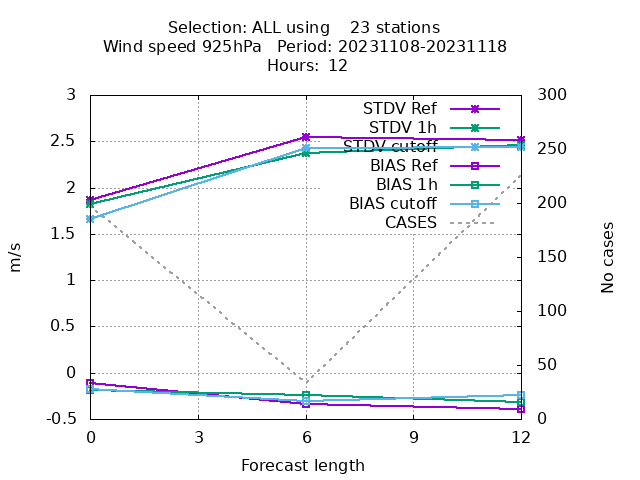 Selection: ALL using    23 stations
Wind speed 925hPa   Period: 20231108-20231118
Hours:  12
STDV Ref
STDV 1h
STDV cutoff
BIAS Ref
BIAS 1h
BIAS cutoff
CASES
3
2.5
2
1.5
1
0.5
0
-0.5
m/s
300
250
200
150
100
50
0
No cases
0
3
6
9
12
Forecast length